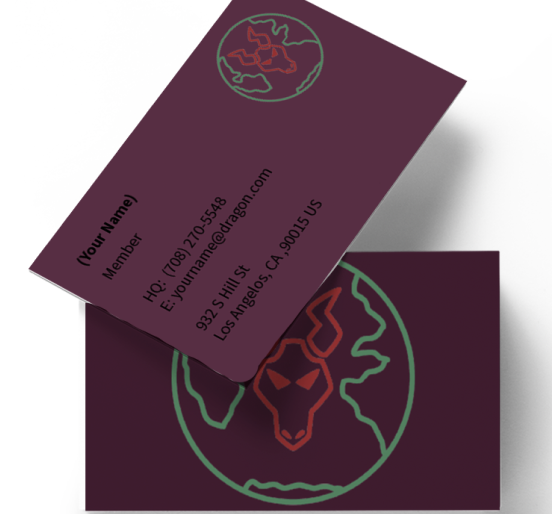 (Your Name)
Member
HQ: (708) 270-5548
E: yourname@dragon.com
932 S Hill St
Los Angelos, CA ,90015 US